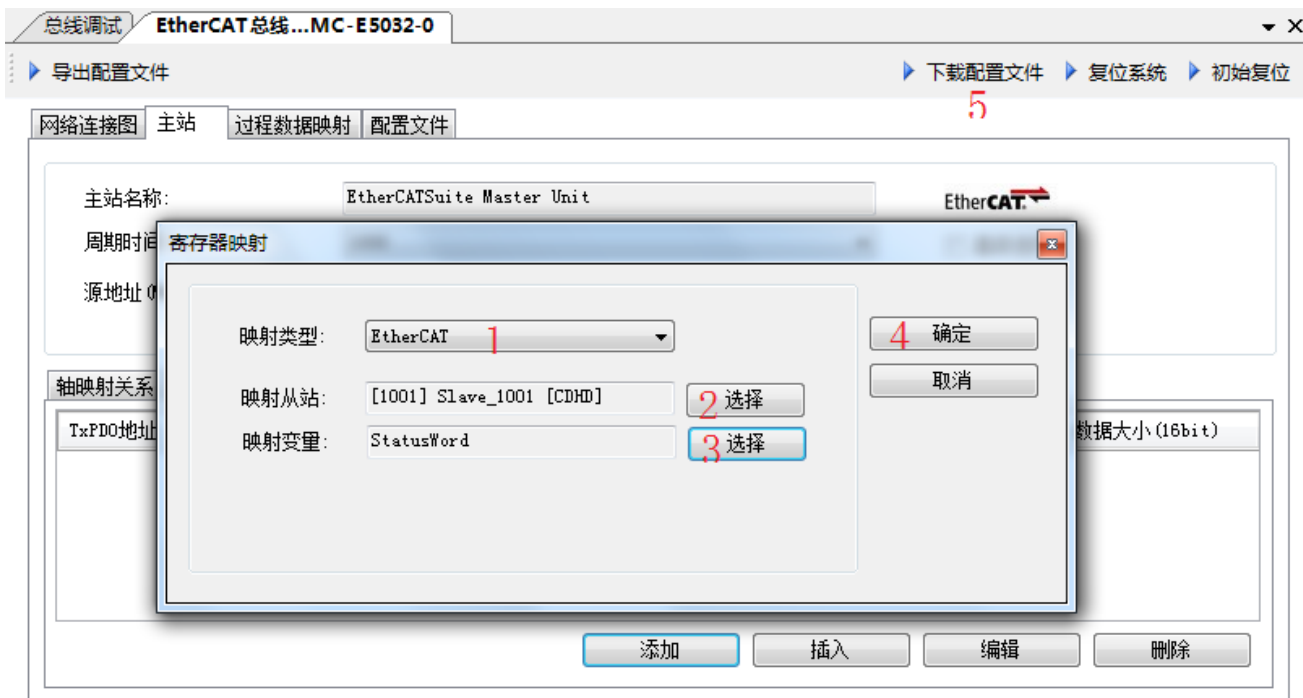 总线调试 EtherCAT总线...MC-E5032-0
导出配置文件 下载配置文件 复位系统 初始复位
5
网络连接图 主站 过程数据映射 配置文件
主站名称: EtherCATSuite Master Unit EtherCAT.
周期时间
寄存器映射
源地址
映射类型: EtherCAT 1 4 确定
取消
映射从站: [1001] Slave_1001 [CDHD] 2 选择
映射变量: StatusWord 3 选择
轴映射关系
TxPDO地址 数据大小(16bit)
添加 插入 编辑 删除